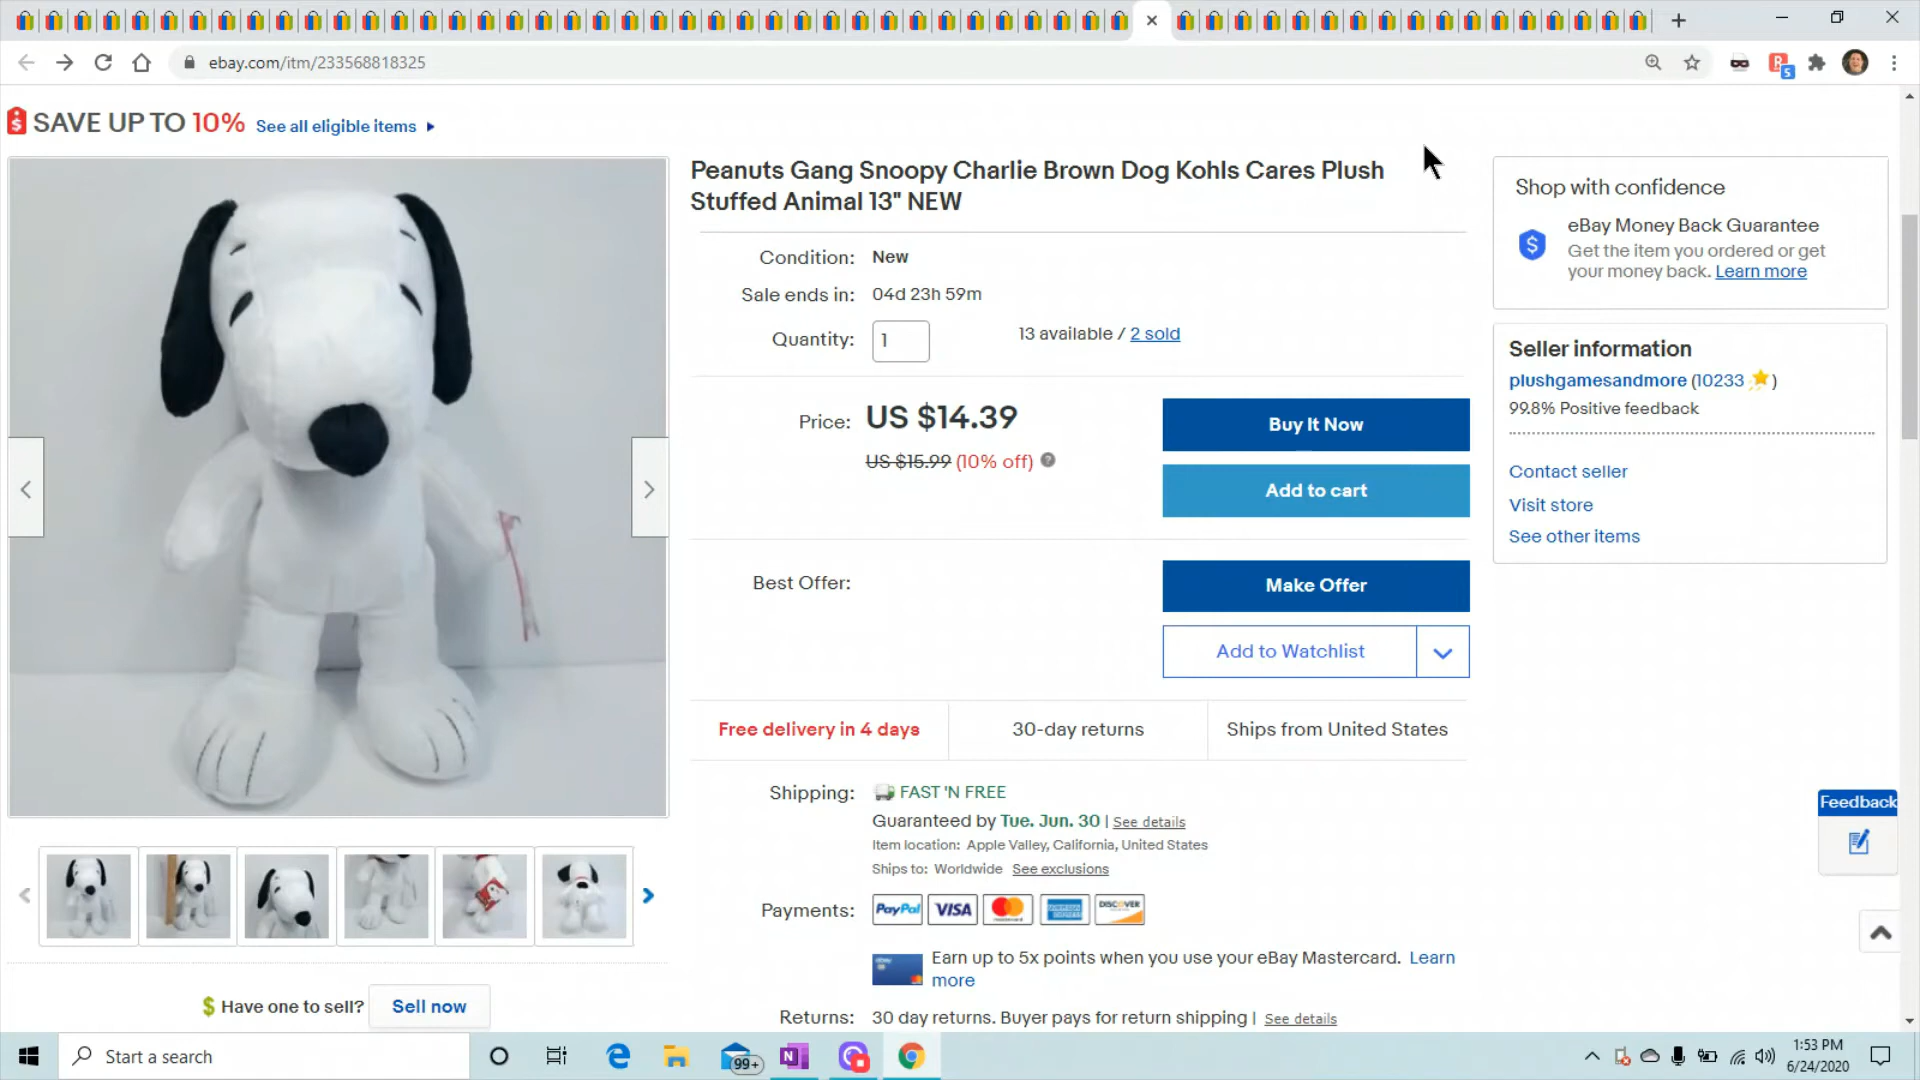 ebay.com/itm/233568818325
5
SAVE UP TO 10% See all eligible items
Peanuts Gang Snoopy Charlie Brown Dog Kohls Cares Plush
Stuffed Animal 13" NEW
Condition: New
Sale ends in: 04d 23h 59m
Quantity: 1 13 available / 2 sold
Price: US $14.39
US $15.99 (10% off)
Buy It Now
Add to cart
Best Offer:
Make Offer
Add to Watchlist
Free delivery in 4 days
30-day returns
Ships from United States
Shipping: FAST 'N FREE
Guaranteed by Tue. Jun. 30 | See details
Item location: Apple Valley, California, United States
Ships to: Worldwide See exclusions
Payments: PayPal VISA DISCOVER
Earn up to 5x points when you use your eBay Mastercard. Learn
more
Returns: 30 day returns. Buyer pays for return shipping | See details
Shop with confidence
eBay Money Back Guarantee
Get the item you ordered or get
your money back. Learn more
Seller information
plushgamesandmore (10233)
99.8% Positive feedback
Contact seller
Visit store
See other items
Feedback
Have one to sell? Sell now
Start a search
99+
1:53 PM
6/24/2020